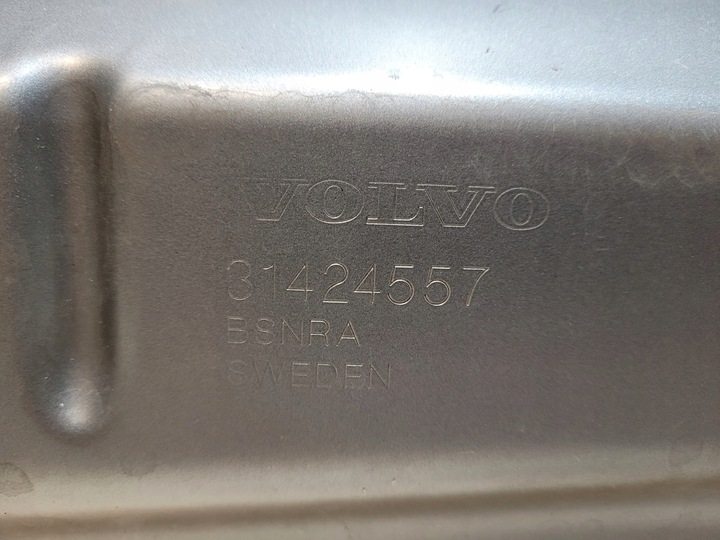 VOLVO
31424557
BSNRA
SWEDEN